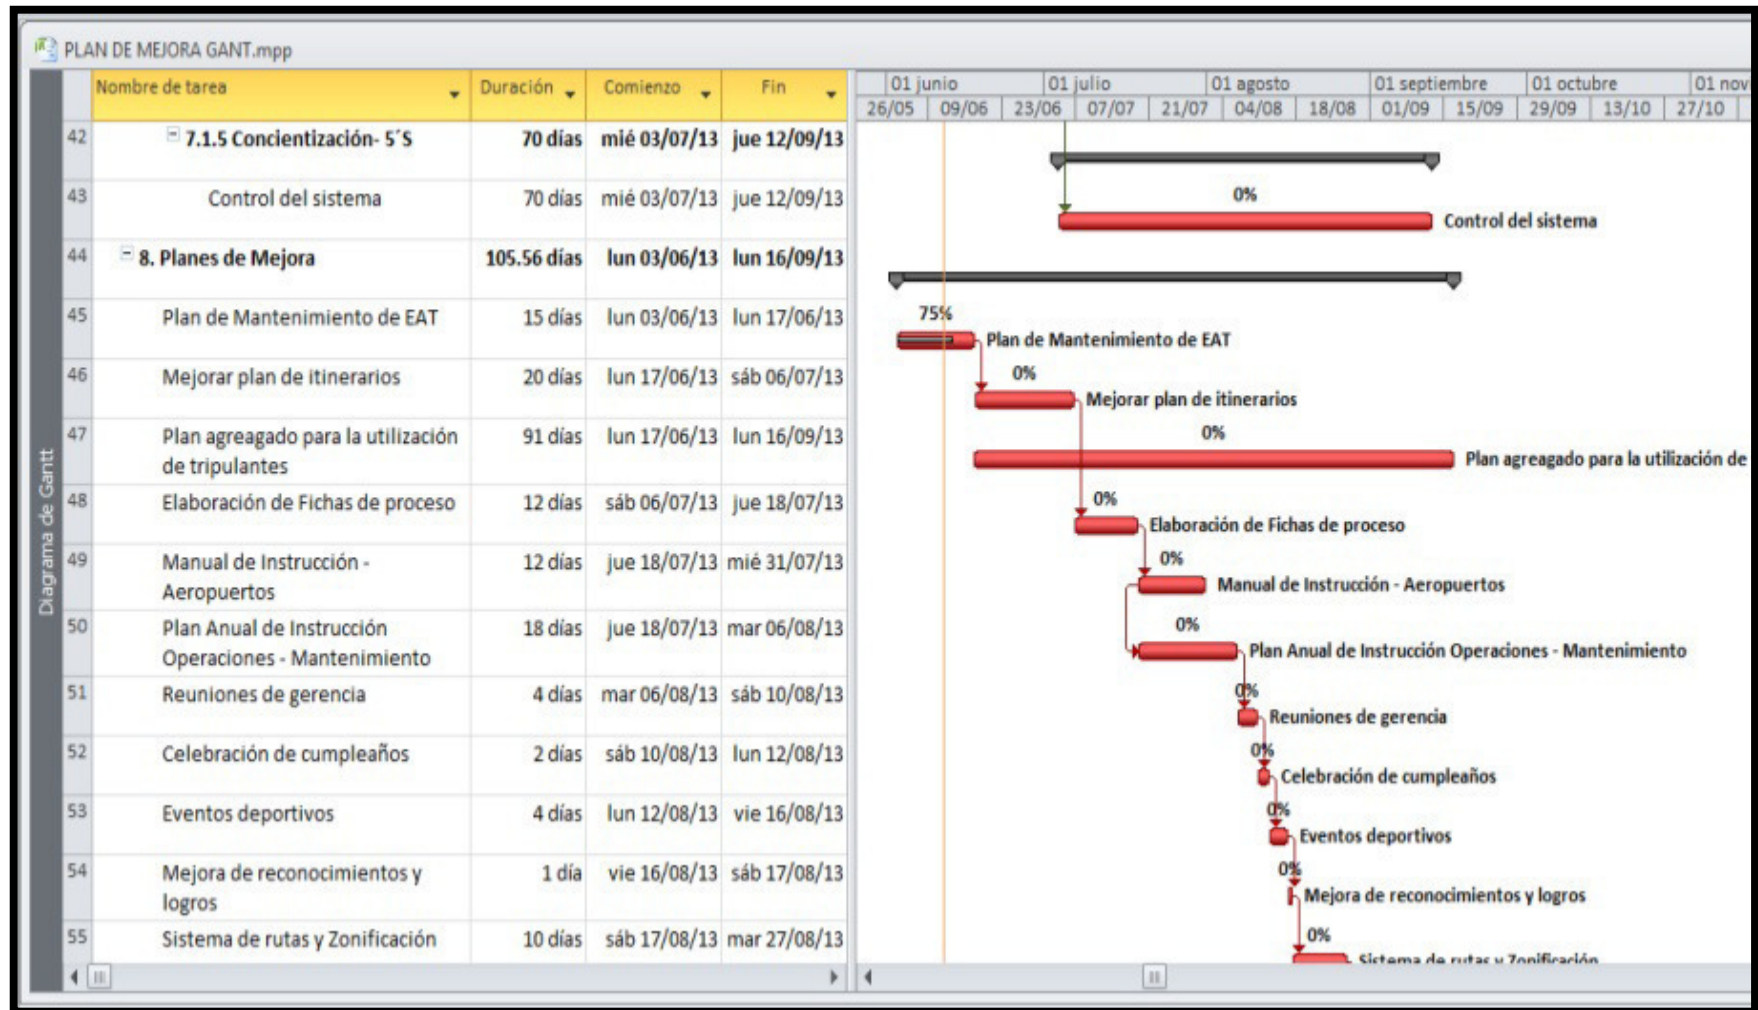 PLAN DE MEJORA GANT.mpp
Nombre de tarea Duración Comienzo Fin
01 junio 01 julio 01 agosto 01 septiembre 01 octubre 01 nov
26/05 09/06 23/06 07/07 21/07 04/08 18/08 01/09 15/09 29/09 13/10 27/10
42 7.1.5 Concientización- 5´S 70 días mié 03/07/13 jue 12/09/13
43 Control del sistema 70 días mié 03/07/13 jue 12/09/13
0%
Control del sistema
44 8. Planes de Mejora 105.56 días lun 03/06/13 lun 16/09/13
45 Plan de Mantenimiento de EAT 15 días lun 03/06/13 lun 17/06/13
75%
Plan de Mantenimiento de EAT
46 Mejorar plan de itinerarios 20 días lun 17/06/13 sáb 06/07/13
0%
Mejorar plan de itinerarios
47 Plan agreagado para la utilización 91 días lun 17/06/13 lun 16/09/13
de tripulantes
0%
Plan agreagado para la utilización de
48 Elaboración de Fichas de proceso 12 días sáb 06/07/13 jue 18/07/13
0%
Elaboración de Fichas de proceso
49 Manual de Instrucción - 12 días jue 18/07/13 mié 31/07/13
Aeropuertos
0%
Manual de Instrucción - Aeropuertos
50 Plan Anual de Instrucción 18 días jue 18/07/13 mar 06/08/13
Operaciones - Mantenimiento
0%
Plan Anual de Instrucción Operaciones - Mantenimiento
51 Reuniones de gerencia 4 días mar 06/08/13 sáb 10/08/13
0%
Reuniones de gerencia
52 Celebración de cumpleaños 2 días sáb 10/08/13 lun 12/08/13
0%
Celebración de cumpleaños
53 Eventos deportivos 4 días lun 12/08/13 vie 16/08/13
0%
Eventos deportivos
54 Mejora de reconocimientos y 1 día vie 16/08/13 sáb 17/08/13
logros
0%
Mejora de reconocimientos y logros
55 Sistema de rutas y Zonificación 10 días sáb 17/08/13 mar 27/08/13
0%
Sistema de rutas y Zonificación
Diagrama de Gantt